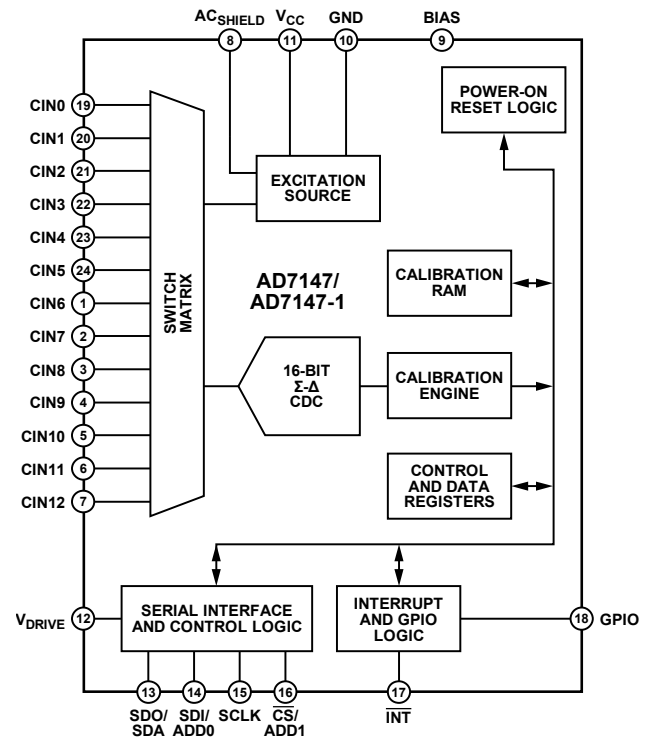 ACSHIELD VCC GND BIAS
8 11 10 9
POWER-ON
RESET LOGIC
CIN0 19
CIN1 20
CIN2 21
CIN3 22
CIN4 23
CIN5 24
CIN6 1
CIN7 2
CIN8 3
CIN9 4
CIN10 5
CIN11 6
CIN12 7
SWITCH
MATRIX
EXCITATION
SOURCE
AD7147/
AD7147-1
CALIBRATION
RAM
16-BIT
Σ-Δ
CDC
CALIBRATION
ENGINE
CONTROL
AND DATA
REGISTERS
VDRIVE 12
SERIAL INTERFACE
AND CONTROL LOGIC
INTERRUPT
AND GPIO
LOGIC
18 GPIO
13 14 15 16 17
SDO/
SDA
SDI/
ADD0
SCLK
CS/
ADD1
INT